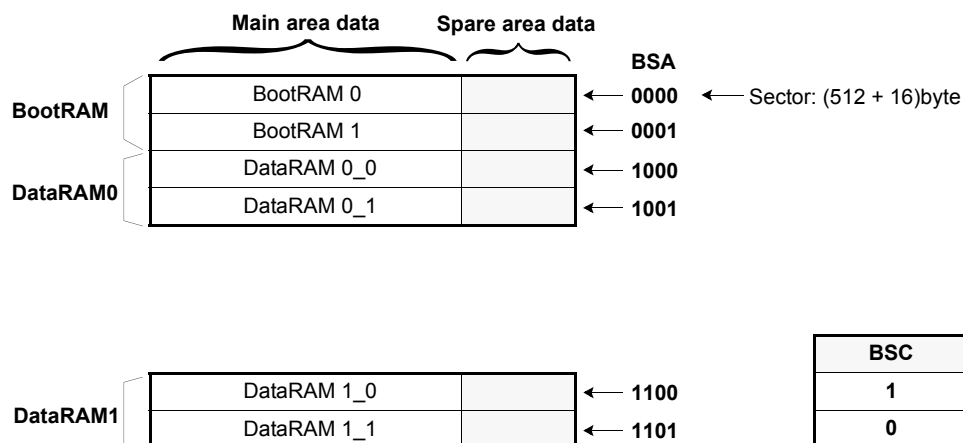 Main area data Spare area data
BSA
BootRAM
BootRAM 0 0000 Sector: (512 + 16)byte
BootRAM 1 0001
DataRAM0
DataRAM 0_0 1000
DataRAM 0_1 1001
DataRAM1
DataRAM 1_0 1100
DataRAM 1_1 1101
BSC
1
0